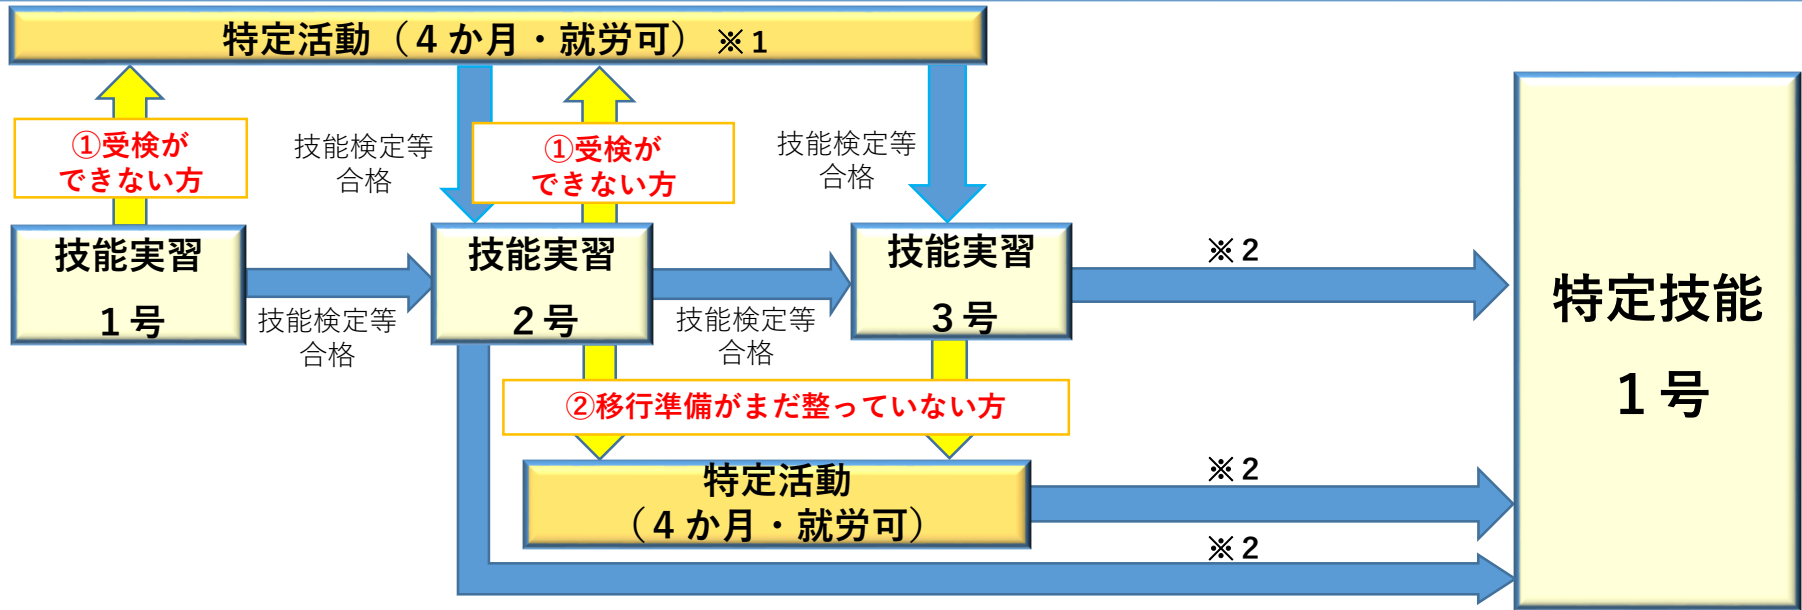 特定活動（４か月・就労可）※１
①受検が
できない方
技能検定等
合格
①受検が
できない方
技能検定等
合格
技能実習
１号
技能検定等
合格
技能実習
２号
技能検定等
合格
技能実習
３号
※２
特定技能
１号
②移行準備がまだ整っていない方
特定活動
（４か月・就労可）
※２
※２